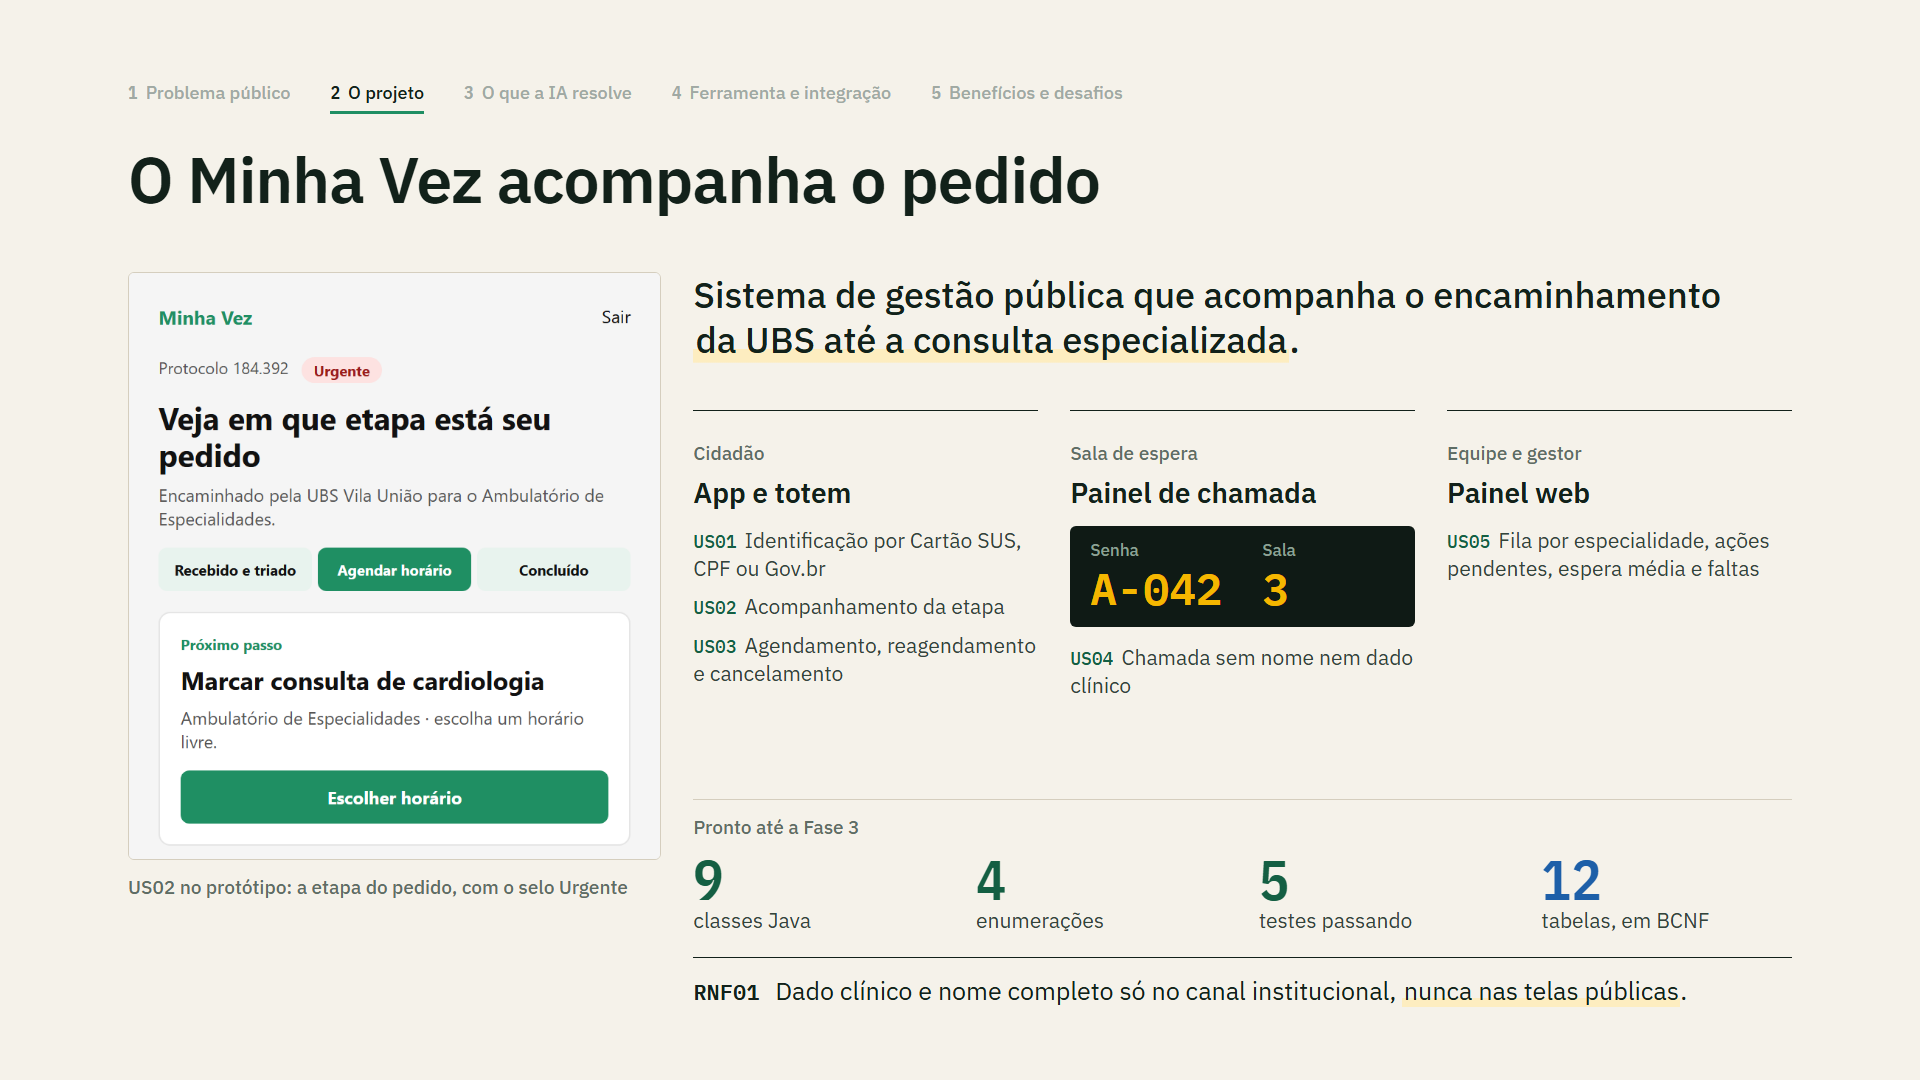 1 Problema público
2 O projeto
3 O que a IA resolve
4 Ferramenta e integração
5 Benefícios e desafios
O Minha Vez acompanha o pedido
Minha Vez
Sair
Protocolo 184.392
Urgente
Veja em que etapa está seu
pedido
Encaminhado pela UBS Vila União para o Ambulatório de
Especialidades.
Recebido e triado
Agendar horário
Concluído
Próximo passo
Marcar consulta de cardiologia
Ambulatório de Especialidades · escolha um horário
livre.
Escolher horário
US02 no protótipo: a etapa do pedido, com o selo Urgente
Sistema de gestão pública que acompanha o encaminhamento
da UBS até a consulta especializada.
Cidadão
App e totem
US01 Identificação por Cartão SUS,
CPF ou Gov.br
US02 Acompanhamento da etapa
US03 Agendamento, reagendamento
e cancelamento
Sala de espera
Painel de chamada
Senha
A-042
Sala
3
US04 Chamada sem nome nem dado
clínico
Equipe e gestor
Painel web
US05 Fila por especialidade, ações
pendentes, espera média e faltas
Pronto até a Fase 3
9
classes Java
4
enumerações
5
testes passando
12
tabelas, em BCNF
RNF01 Dado clínico e nome completo só no canal institucional, nunca nas telas públicas.